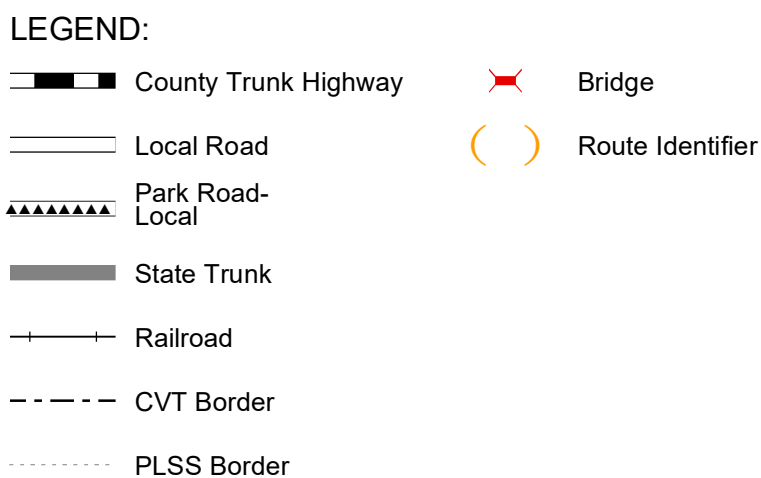 LEGEND:
County Trunk Highway
Local Road
Park Road-
Local
State Trunk
Railroad
CVT Border
PLSS Border
Bridge
Route Identifier